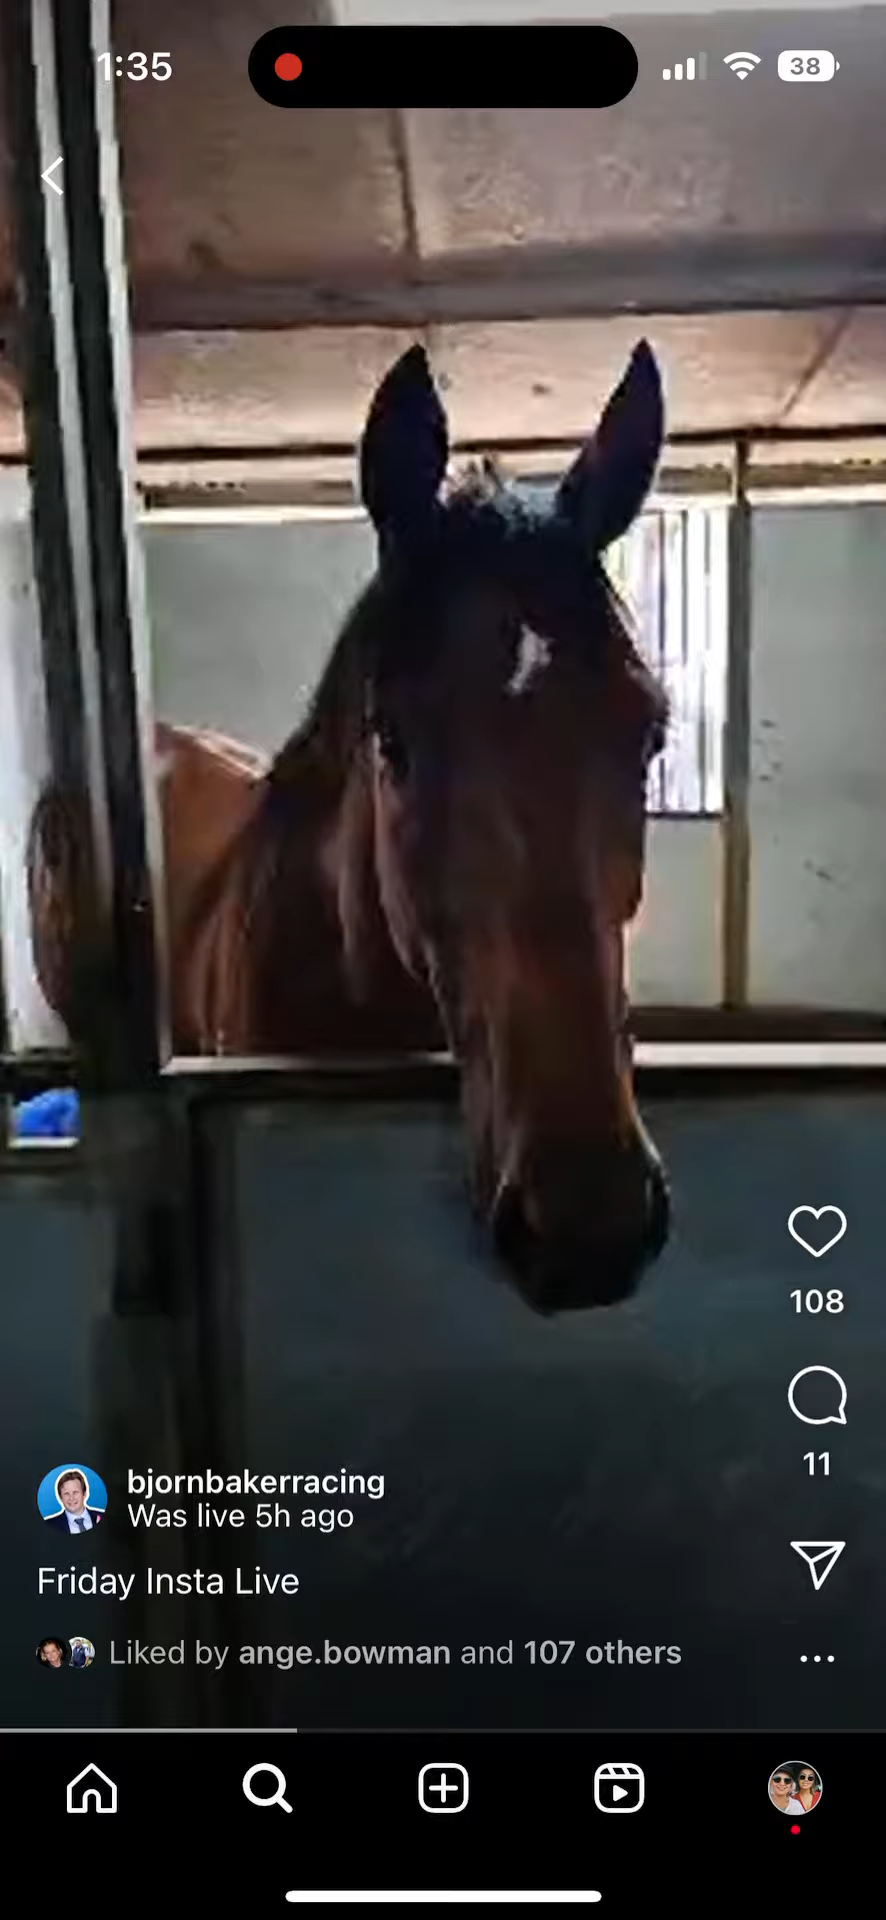 1:35
38
108
11
bjornbakerracing
Was live 5h ago
Friday Insta Live
Liked by ange.bowman and 107 others